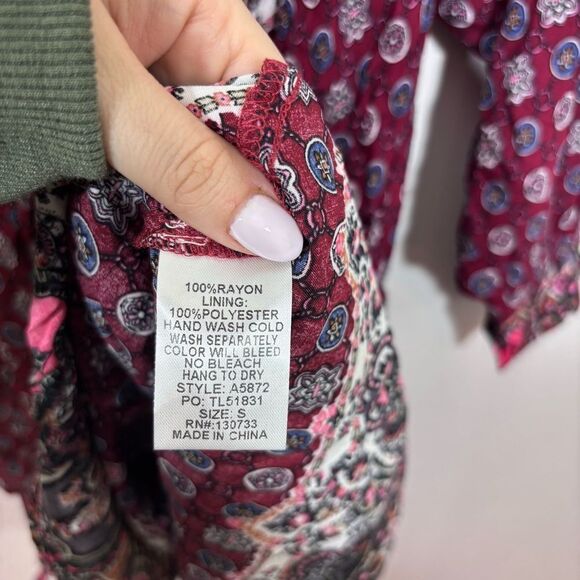 100%RAYON
LINING:
100%POLYESTER
HAND WASH COLD
WASH SEPARATELY
COLOR WILL BLEED
NO BLEACH
HANG TO DRY
STYLE: A5872
PO: TL51831
SIZE: S
RN#:130733
MADE IN CHINA